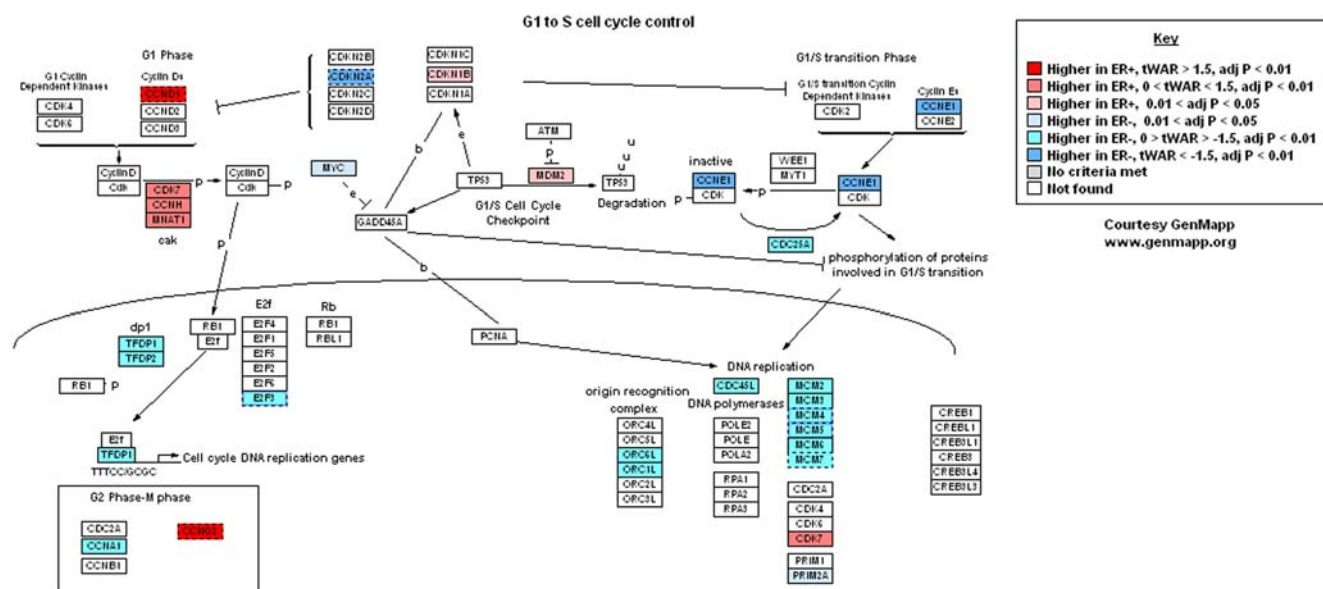 G1 to S cell cycle control
G1 Phase
G1 Cyclin
Dependent Kinases
CDK4
CDK6
Cyclin Ds
CCND1
CCND2
CCND3
CDKN2B
CDKN2A
CDKN2C
CDKN2D
CDKN1C
CDKN1B
CDKN1A
G1/S transition Phase
G1/S transition Cyclin
Dependent Kinases
CDK2
Cyclin Es
CCNE1
CCNE2
Key
Higher in ER+, tWAR > 1.5, adj P < 0.01
Higher in ER+, 0 < tWAR < 1.5, adj P < 0.01
Higher in ER+, 0.01 < adj P < 0.05
Higher in ER-, 0.01 < adj P < 0.05
Higher in ER-, 0 > tWAR > -1.5, adj P < 0.01
Higher in ER-, tWAR < -1.5, adj P < 0.01
No criteria met
Not found
Courtesy GenMapp
www.genmapp.org
CyclinD
Cdk
CDK7
CCNH
MNAT1
cak
p
CyclinD
Cdk
p
p
MYC
e
b
e
ATM
p
MDM2
TP53
u
u
u
TP53
Degradation
G1/S Cell Cycle
Checkpoint
GADD45A
b
inactive
CCNE1
CDK
p
WEE1
MYT1
p
CCNE1
CDK
CDC25A
phosphorylation of proteins
involved in G1/S transition
dp1
TFDP1
TFDP2
RB1
E2f
RB1
p
E2f
E2F4
E2F1
E2F5
E2F2
E2F6
E2F3
Rb
RB1
RBL1
PCNA
E2f
TFDP1
TTTCC/GCGC
Cell cycle DNA replication genes
G2 Phase-M phase
CDC2A
CCNA1
CCNB1
CCNG2
DNA replication
origin recognition
complex
ORC4L
ORC5L
ORC6L
ORC1L
ORC2L
ORC3L
CDC45L
DNA polymerases
POLE2
POLE
POLA2
RPA1
RPA2
RPA3
MCM2
MCM3
MCM4
MCM5
MCM6
MCM7
CDC2A
CDK4
CDK6
CDK7
PRIM1
PRIM2A
CREB1
CREBL1
CREB3L1
CREB3
CREB3L4
CREB3L3